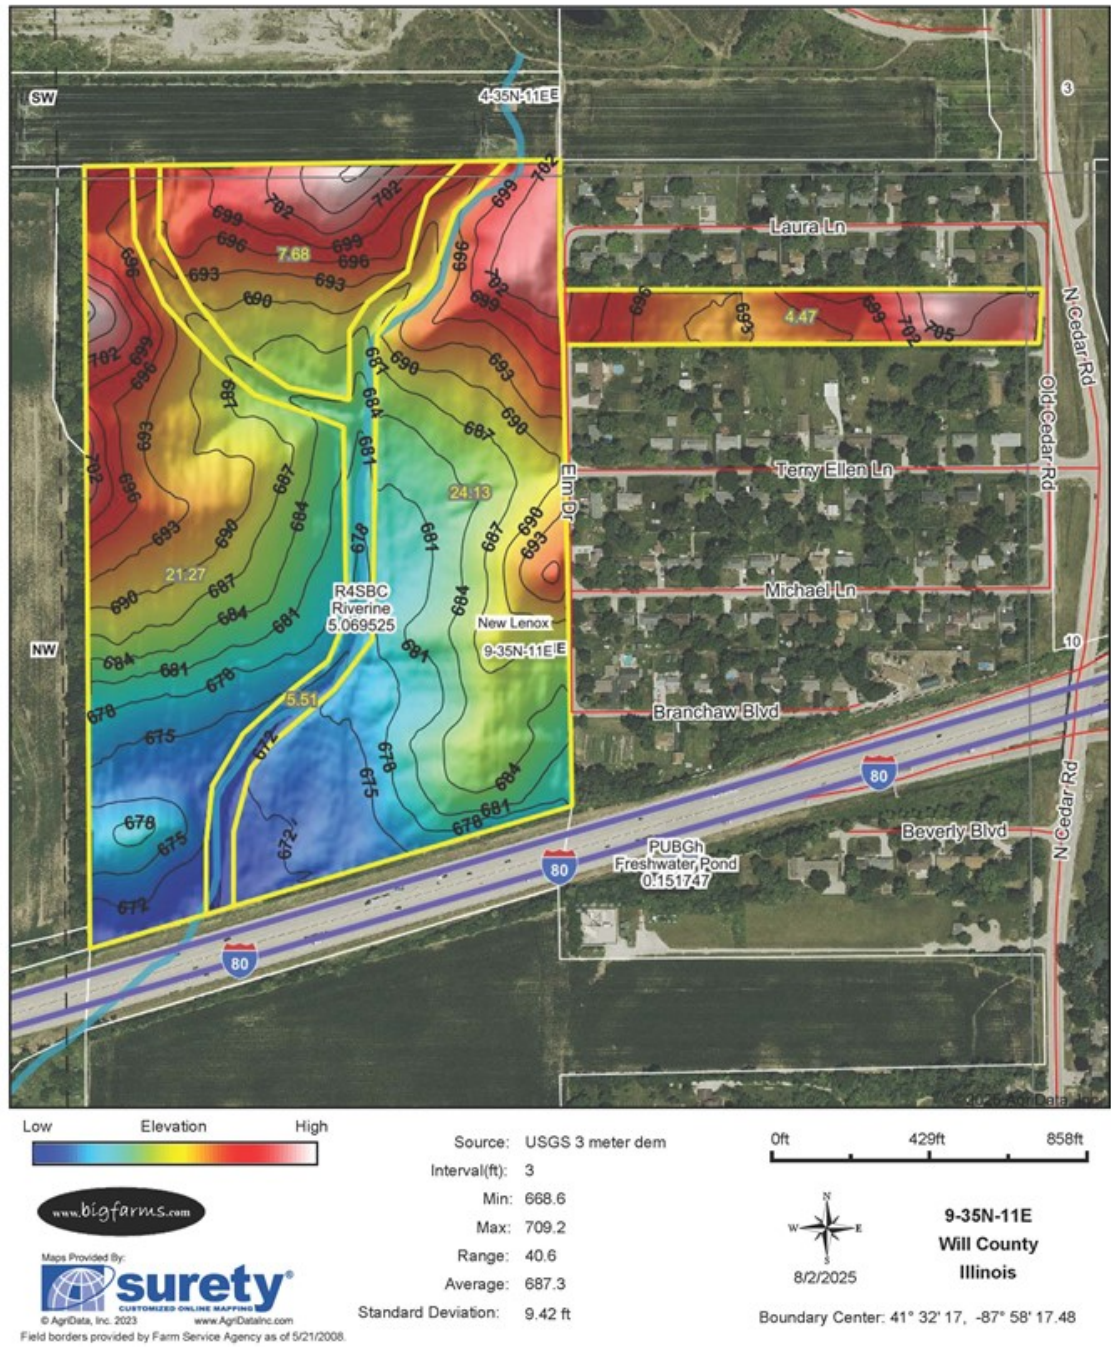 SW
4-35N-11E
E
3
702
702
702
699
699
699
Laura Ln
696
696
696
696
7.68
693
693
690
702
699
696
693
4.47
699
702
705
N Cedar Rd
702
699
696
687
690
693
687
684
690
693
687
681
687
Old Cedar Rd
Terry Ellen Ln
702
696
684
24.13
Elm Dr
690
693
693
690
678
681
687
21.27
690
687
684
R4SBC
Riverine
5.069525
684
681
Michael Ln
New Lenox
9-35N-11E
E
NW
684
681
678
681
10
5.51
678
Branchaw Blvd
675
672
678
675
684
80
N Cedar Rd
678
675
681
678
672
Beverly Blvd
PUBGh
Freshwater Pond
0.151747
80
672
80
© 2025 AgriData, Inc.
Low Elevation High
www.bigfarms.com
Maps Provided By:
surety®
CUSTOMIZED ONLINE MAPPING
© AgriData, Inc. 2023 www.AgriDataInc.com
Field borders provided by Farm Service Agency as of 5/21/2008.
Source: USGS 3 meter dem
Interval(ft): 3
Min: 668.6
Max: 709.2
Range: 40.6
Average: 687.3
Standard Deviation: 9.42 ft
0ft 429ft 858ft
N
W E
S
8/2/2025
9-35N-11E
Will County
Illinois
Boundary Center: 41° 32' 17, -87° 58' 17.48